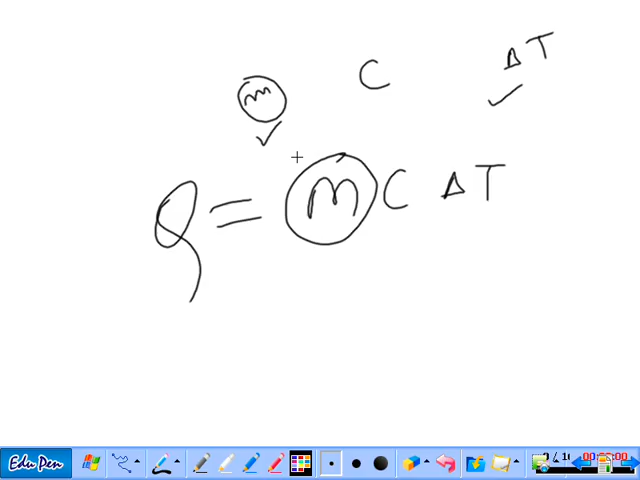 m C ΔT
Q = m C ΔT
Edu Pen